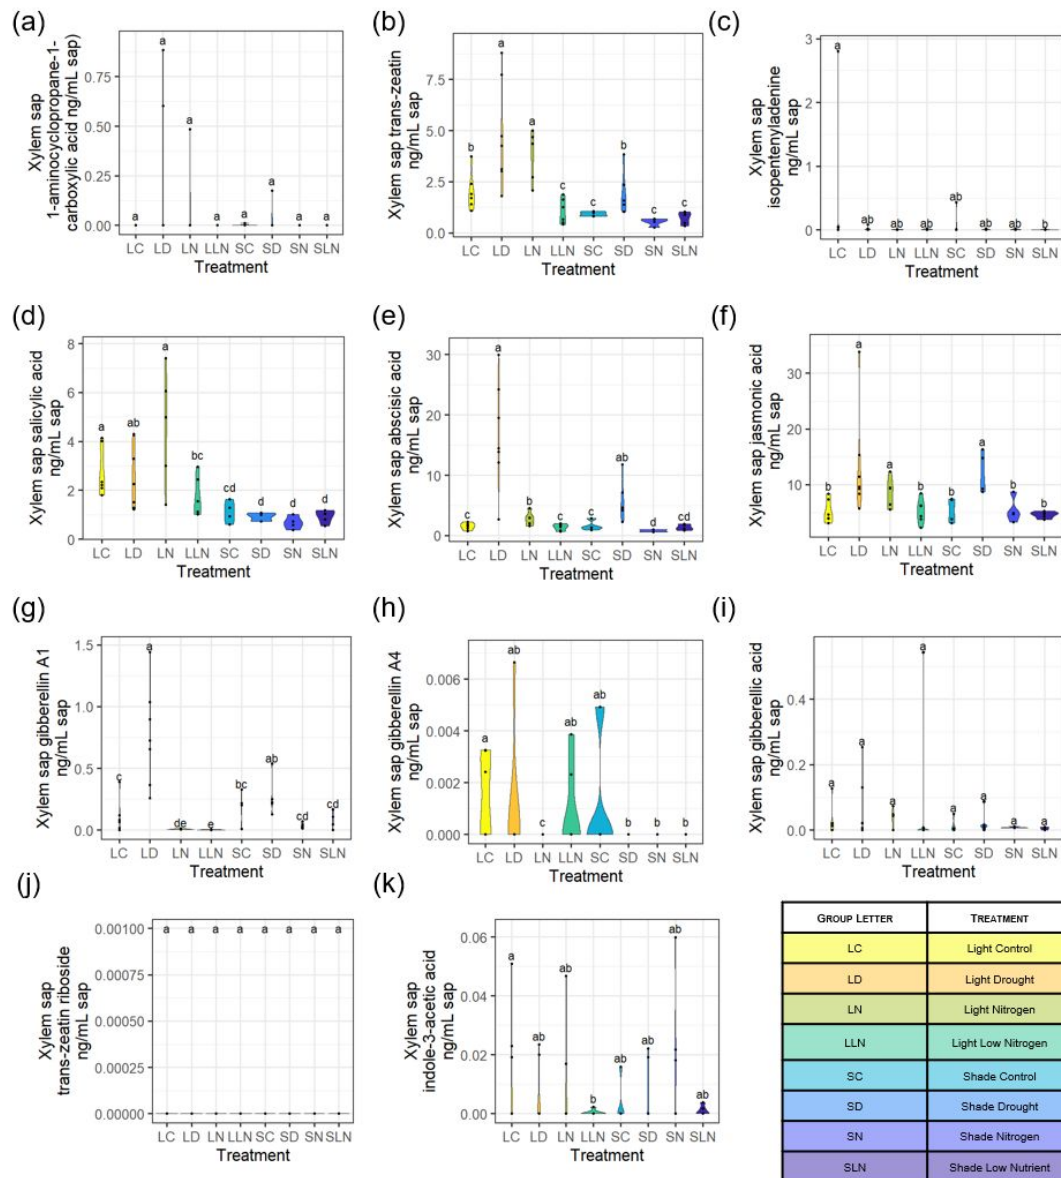 (a)
Xylem sap
1-aminocyclopropane-1-
carboxylic acid ng/mL sap)
0.75
0.50
0.25
0.00
a a a a a a a a
LC LD LN LLN SC SD SN SLN
Treatment
(b)
Xylem sap trans-zeatin
ng/mL sap
7.5
5.0
2.5
0.0
b a a c c b c c
LC LD LN LLN SC SD SN SLN
Treatment
(c)
Xylem sap
isopentenyladenine
ng/mL sap
3
2
1
0
a ab ab ab ab ab ab b
LC LD LN LLN SC SD SN SLN
Treatment
(d)
Xylem sap salicylic acid
ng/mL sap
8
6
4
2
0
a ab a bc cd d d d
LC LD LN LLN SC SD SN SLN
Treatment
(e)
Xylem sap abscisic acid
ng/mL sap
30
20
10
0
c a b c c ab d cd
LC LD LN LLN SC SD SN SLN
Treatment
(f)
Xylem sap jasmonic acid
ng/mL sap
30
20
10
b a a b b a b b
LC LD LN LLN SC SD SN SLN
Treatment
(g)
Xylem sap gibberellin A1
ng/mL sap
1.5
1.0
0.5
0.0
c a de e bc ab cd cd
LC LD LN LLN SC SD SN SLN
Treatment
(h)
Xylem sap gibberellin A4
ng/mL sap
0.006
0.004
0.002
0.000
a ab c ab ab b b b
LC LD LN LLN SC SD SN SLN
Treatment
(i)
Xylem sap gibberellic acid
ng/mL sap
0.4
0.2
0.0
a a a a a a a a
LC LD LN LLN SC SD SN SLN
Treatment
(j)
Xylem sap
trans-zeatin riboside
ng/mL sap
0.00100
0.00075
0.00050
0.00025
0.00000
a a a a a a a a
LC LD LN LLN SC SD SN SLN
Treatment
(k)
Xylem sap
indole-3-acetic acid
ng/mL sap
0.06
0.04
0.02
0.00
a ab ab b ab ab ab ab
LC LD LN LLN SC SD SN SLN
Treatment
GROUP LETTER TREATMENT
LC Light Control
LD Light Drought
LN Light Nitrogen
LLN Light Low Nitrogen
SC Shade Control
SD Shade Drought
SN Shade Nitrogen
SLN Shade Low Nutrient